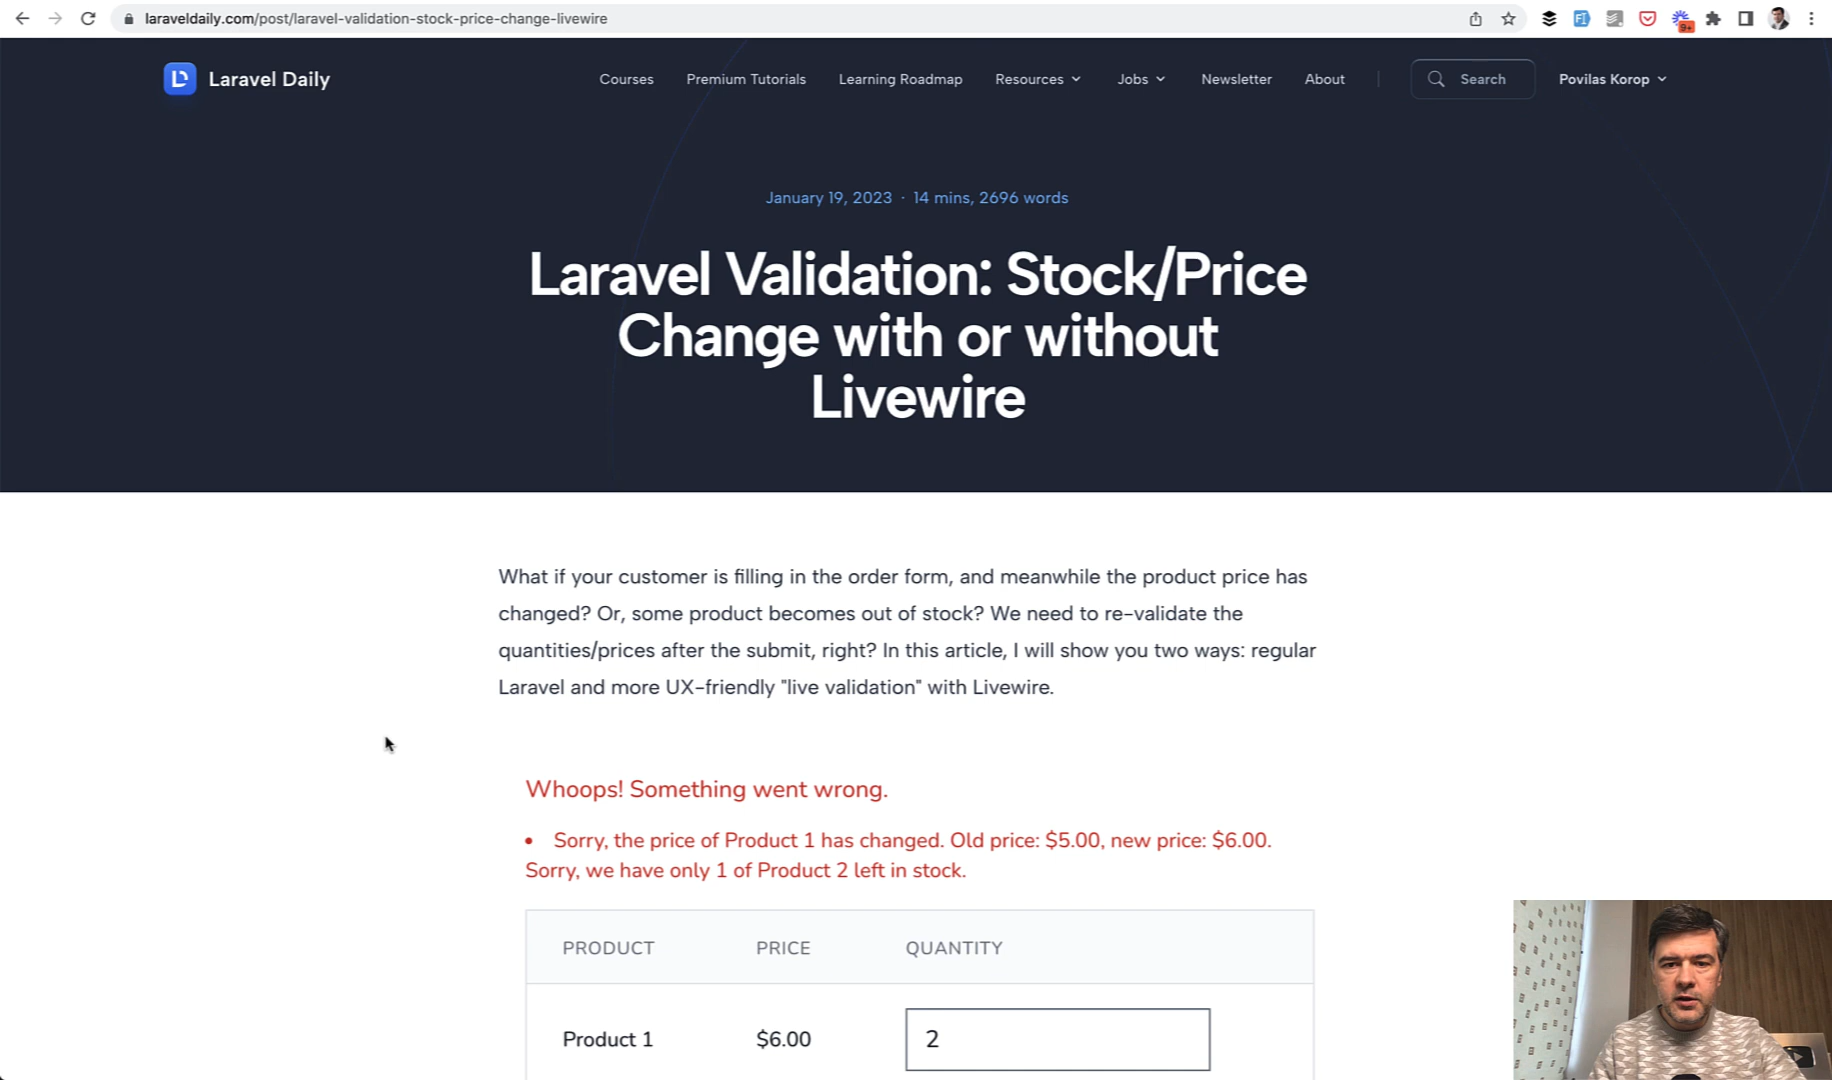 laraveldaily.com/post/laravel-validation-stock-price-change-livewire
9+
Laravel Daily
Courses
Premium Tutorials
Learning Roadmap
Resources
Jobs
Newsletter
About
Search
Povilas Korop
January 19, 2023 · 14 mins, 2696 words
Laravel Validation: Stock/Price
Change with or without
Livewire
What if your customer is filling in the order form, and meanwhile the product price has
changed? Or, some product becomes out of stock? We need to re-validate the
quantities/prices after the submit, right? In this article, I will show you two ways: regular
Laravel and more UX-friendly "live validation" with Livewire.
Whoops! Something went wrong.
• Sorry, the price of Product 1 has changed. Old price: $5.00, new price: $6.00.
Sorry, we have only 1 of Product 2 left in stock.
PRODUCT PRICE QUANTITY
Product 1 $6.00 2